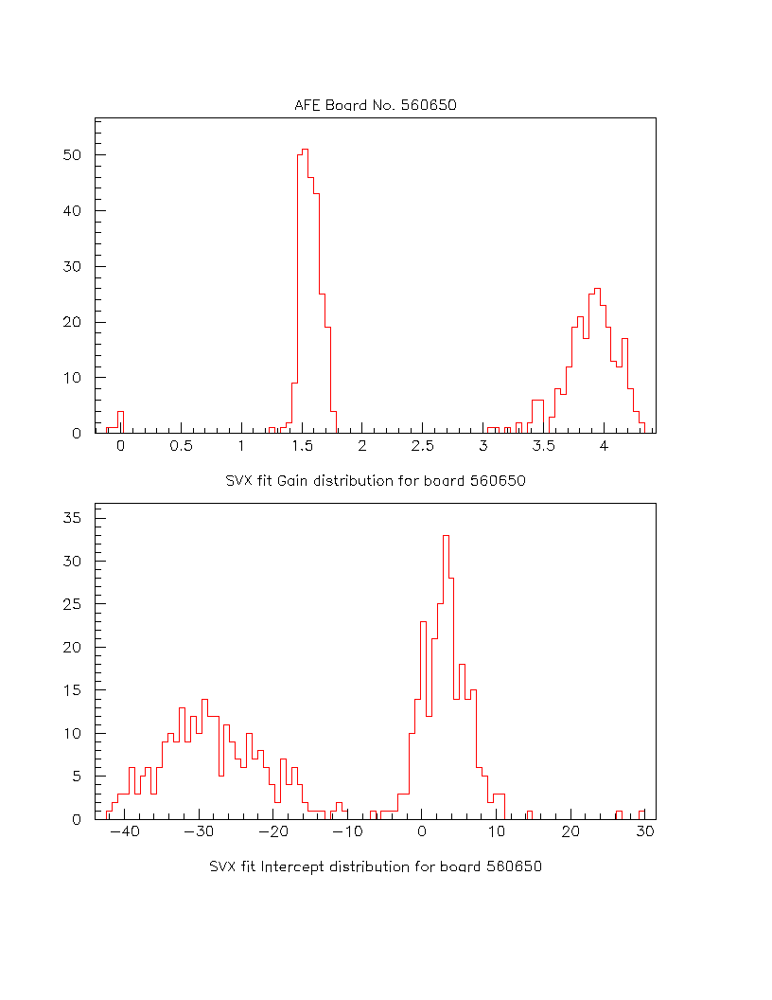 AFE Board No. 560650
50
40
30
20
10
0
0 0.5 1 1.5 2 2.5 3 3.5 4
SVX fit Gain distribution for board 560650
35
30
25
20
15
10
5
0
−40 −30 −20 −10 0 10 20 30
SVX fit Intercept distribution for board 560650